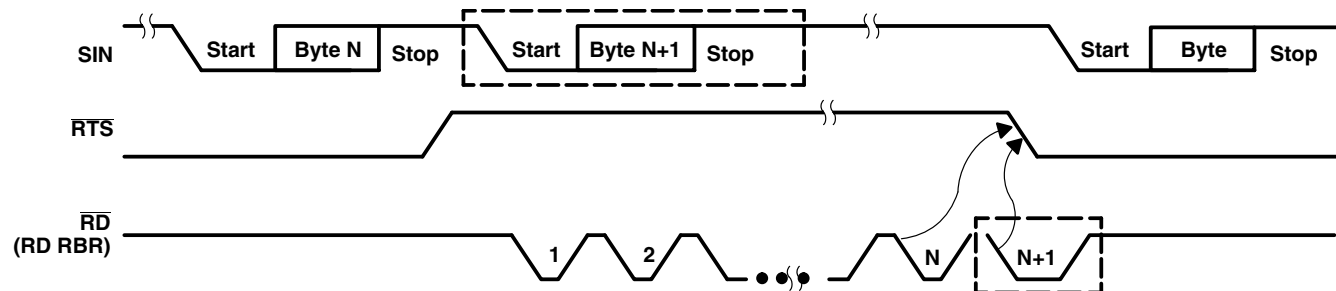 SIN
Start
Byte N
Stop
Start
Byte N+1
Stop
Start
Byte
Stop
RTS
RD
(RD RBR)
1
2
N
N+1